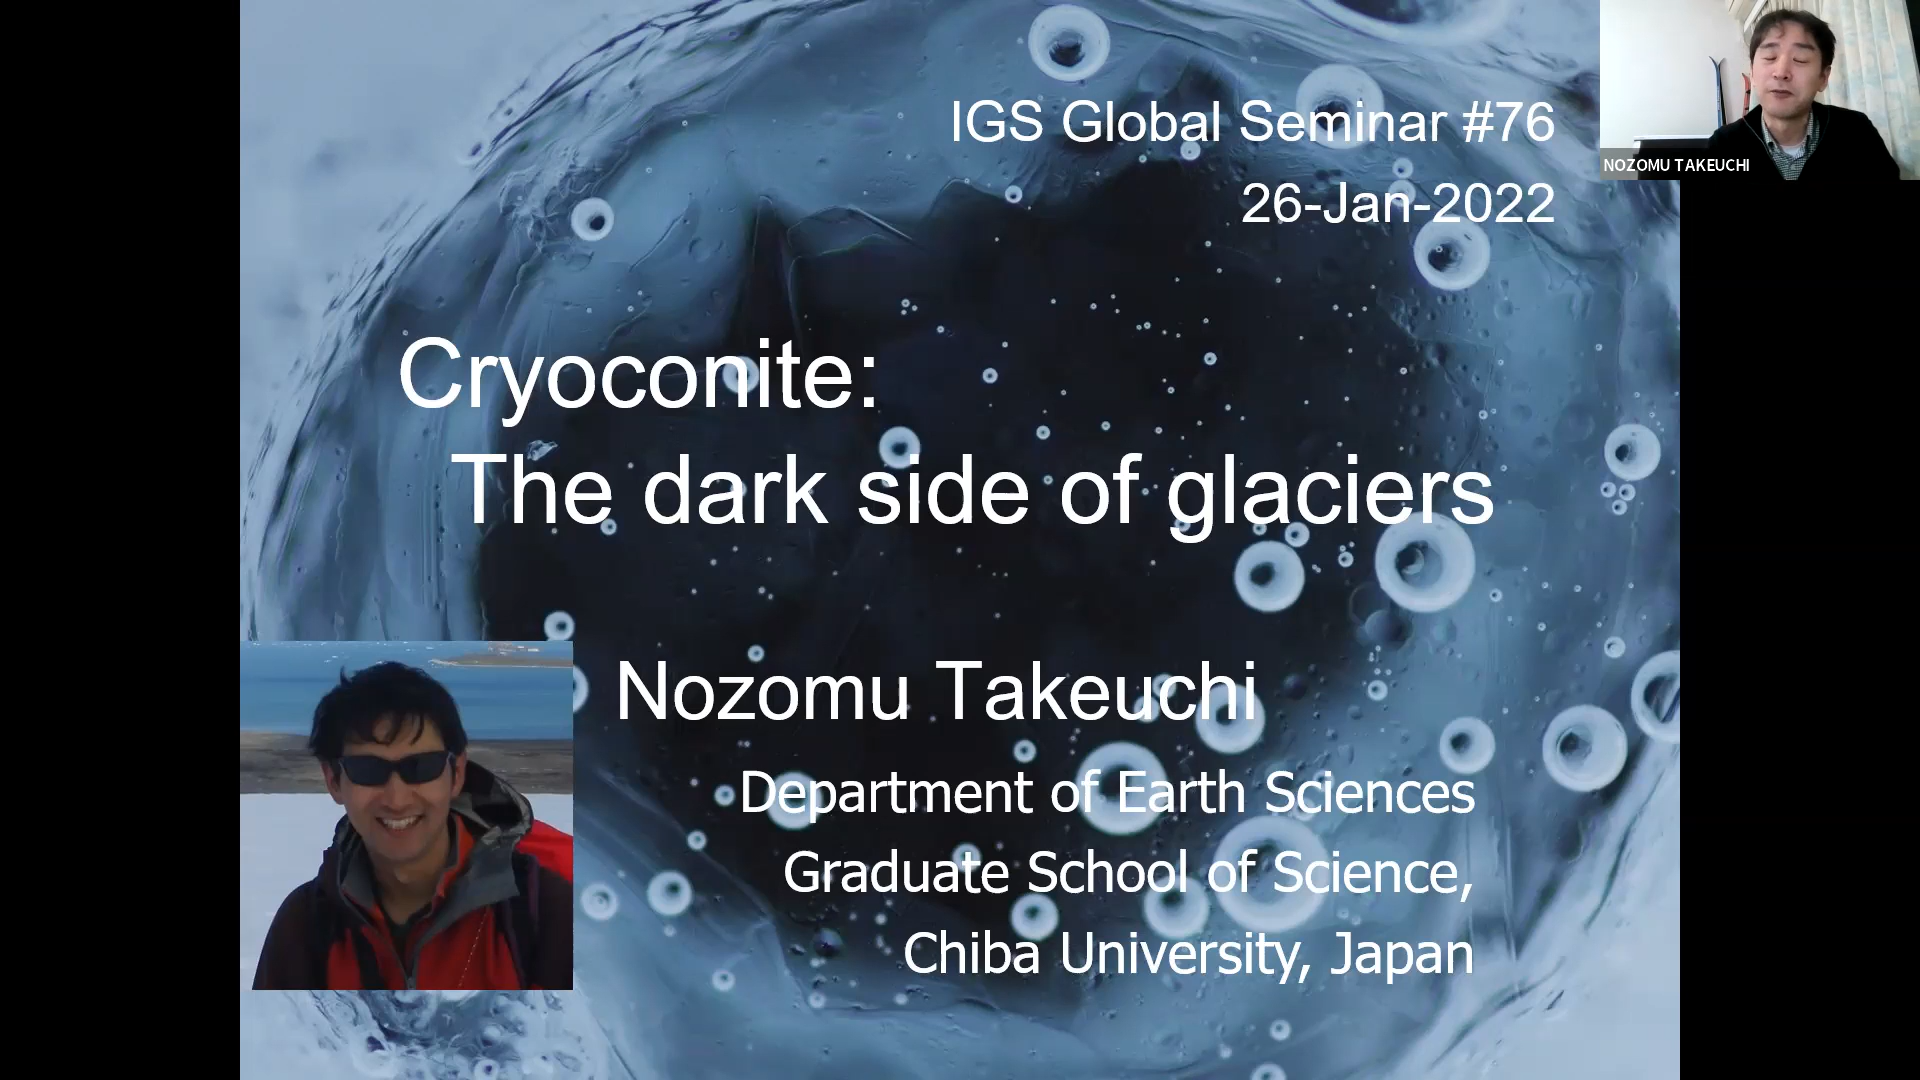 IGS Global Seminar #76
26-Jan-2022
NOZOMU TAKEUCHI
Cryoconite:
The dark side of glaciers
Nozomu Takeuchi
Department of Earth Sciences
Graduate School of Science,
Chiba University, Japan